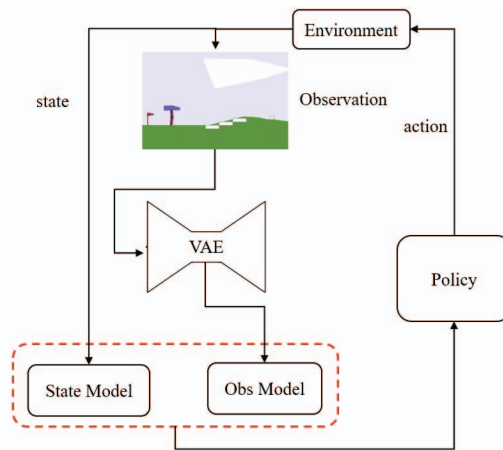 Environment
state
Observation
action
VAE
Policy
State Model
Obs Model